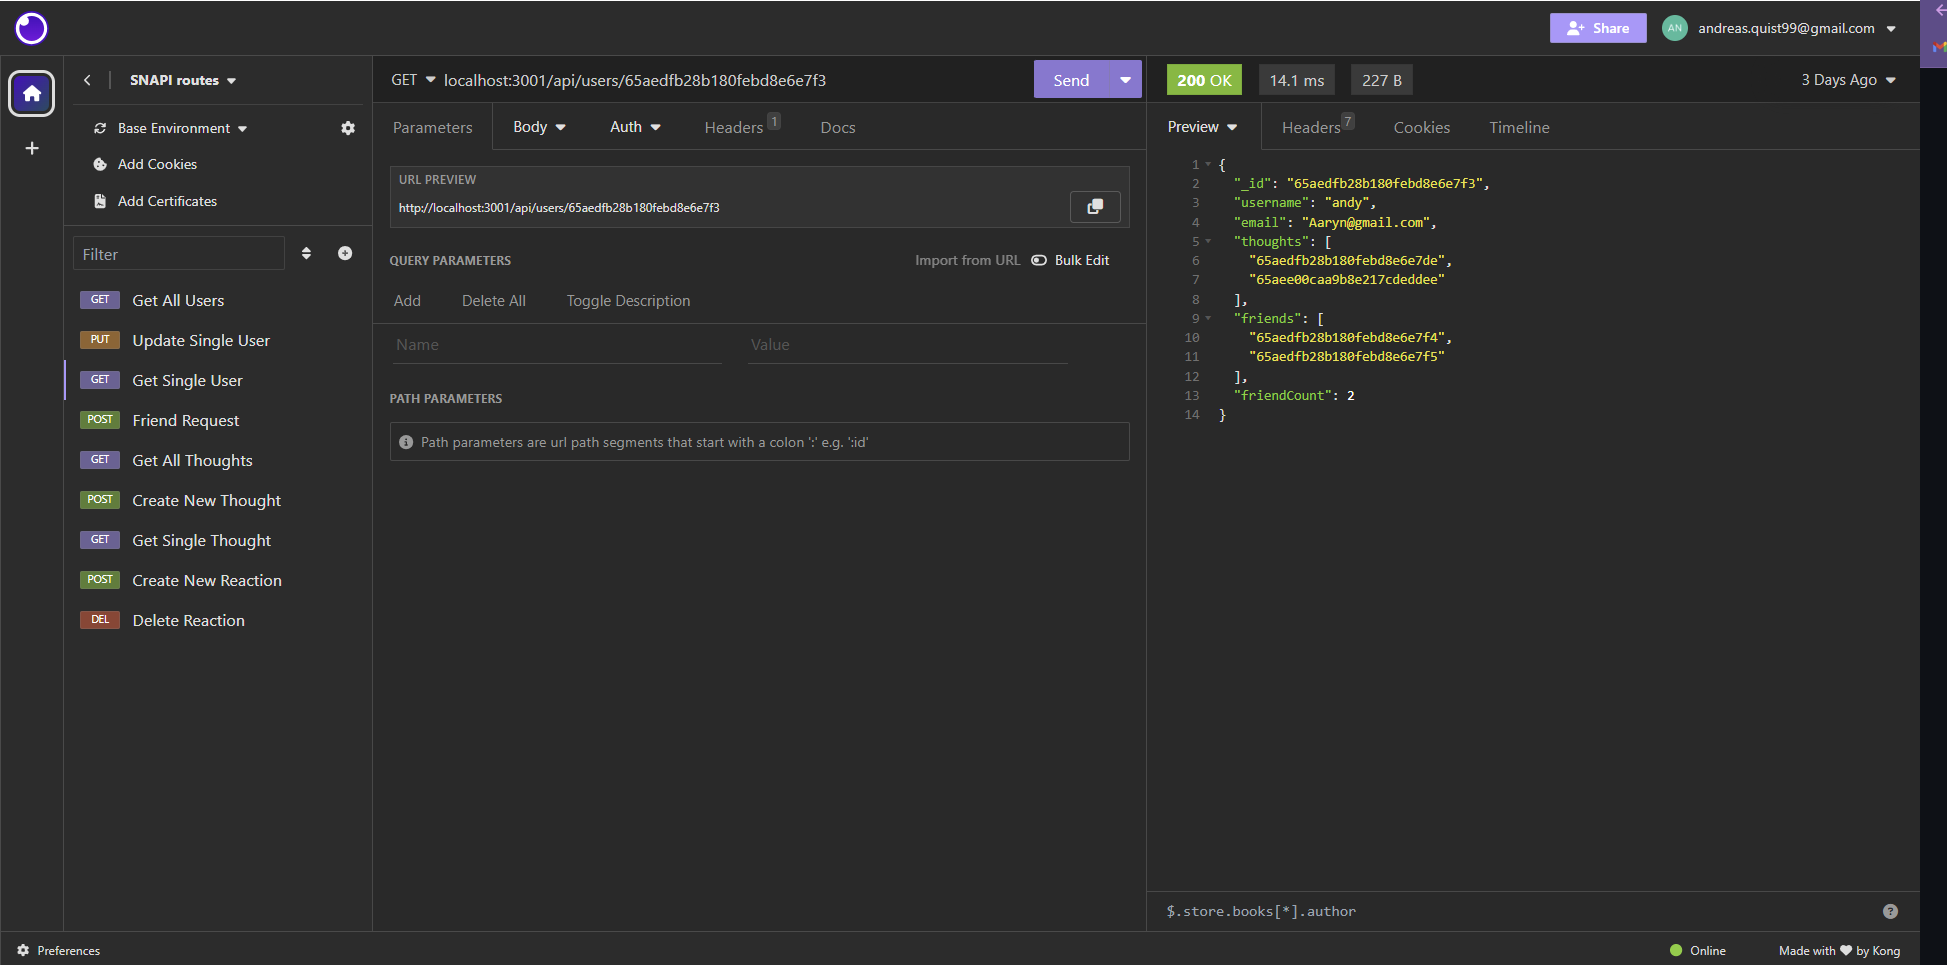 Share
AN
andreas.quist99@gmail.com
SNAPI routes
Base Environment
Add Cookies
Add Certificates
Filter
GET Get All Users
PUT Update Single User
GET Get Single User
POST Friend Request
GET Get All Thoughts
POST Create New Thought
GET Get Single Thought
POST Create New Reaction
DEL Delete Reaction
GET localhost:3001/api/users/65aedfb28b180febd8e6e7f3
Send
Parameters Body Auth Headers 1 Docs
URL PREVIEW
http://localhost:3001/api/users/65aedfb28b180febd8e6e7f3
QUERY PARAMETERS Import from URL Bulk Edit
Add Delete All Toggle Description
Name Value
PATH PARAMETERS
Path parameters are url path segments that start with a colon ':' e.g. ':id'
200 OK 14.1 ms 227 B 3 Days Ago
Preview Headers 7 Cookies Timeline
1 {
2 "_id": "65aedfb28b180febd8e6e7f3",
3 "username": "andy",
4 "email": "Aaryn@gmail.com",
5 "thoughts": [
6 "65aedfb28b180febd8e6e7de",
7 "65aee00caa9b8e217cdeddee"
8 ],
9 "friends": [
10 "65aedfb28b180febd8e6e7f4",
11 "65aedfb28b180febd8e6e7f5"
12 ],
13 "friendCount": 2
14 }
$.store.books[*].author
Preferences
Online
Made with ❤ by Kong